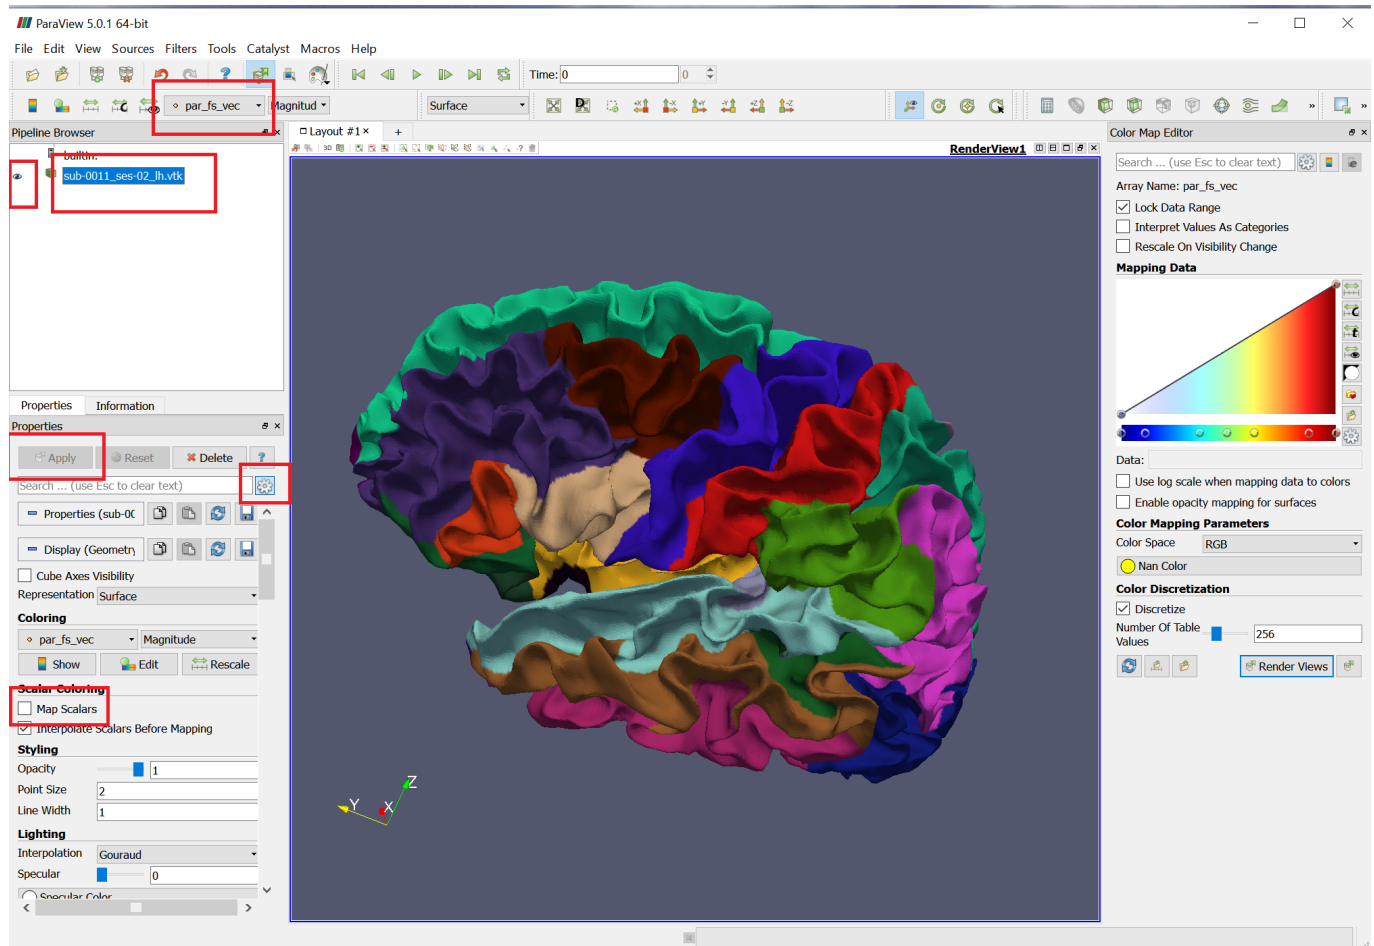 ParaView 5.0.1 64-bit
File Edit View Sources Filters Tools Catalyst Macros Help
Time: 0 0
par_fs_vec Magnitud Surface
Pipeline Browser
builtin:
sub-0011_ses-02_lh.vtk
Properties Information
Properties
Apply Reset Delete ?
Search ... (use Esc to clear text)
Properties (sub-00
Display (Geometry
Cube Axes Visibility
Representation Surface
Coloring
par_fs_vec Magnitude
Show Edit Rescale
Scalar Coloring
Map Scalars
Interpolate Scalars Before Mapping
Styling
Opacity 1
Point Size 2
Line Width 1
Lighting
Interpolation Gouraud
Specular 0
Specular Color
Layout #1 × +
3D
RenderView1
Z
Y
X
Color Map Editor
Search ... (use Esc to clear text)
Array Name: par_fs_vec
Lock Data Range
Interpret Values As Categories
Rescale On Visibility Change
Mapping Data
Data:
Use log scale when mapping data to colors
Enable opacity mapping for surfaces
Color Mapping Parameters
Color Space RGB
Nan Color
Color Discretization
Discretize
Number Of Table
Values 256
Render Views